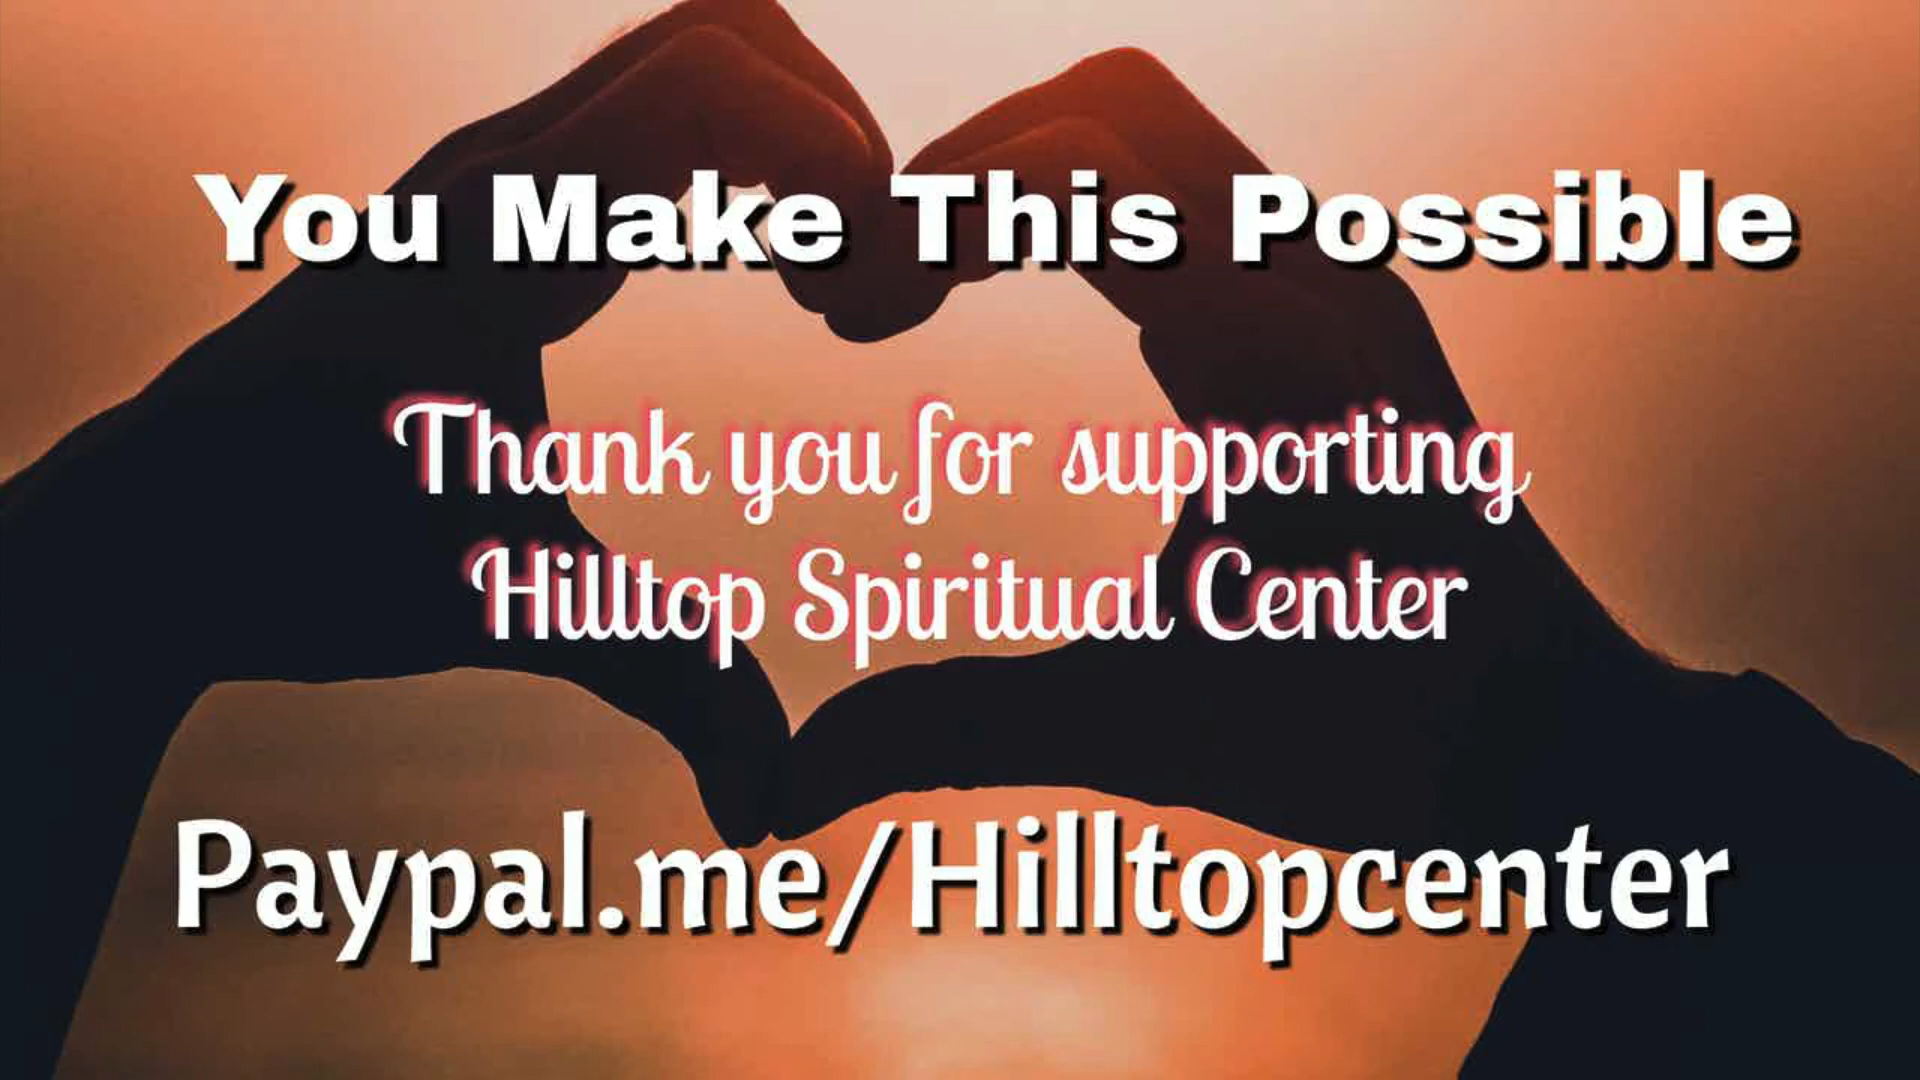 You Make This Possible
Thank you for supporting
Hilltop Spiritual Center
Paypal.me/Hilltopcenter